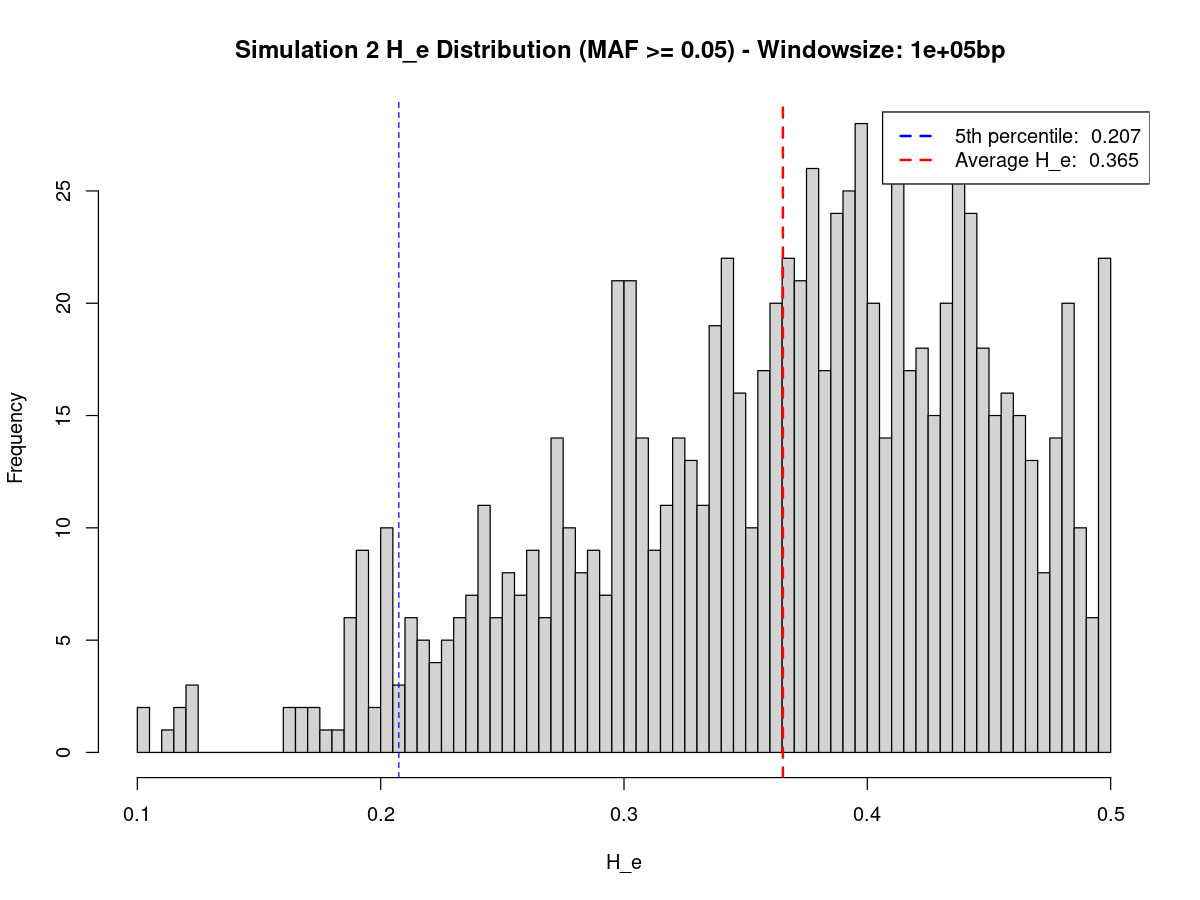 Simulation 2 H_e Distribution (MAF >= 0.05) - Windowsize: 1e+05bp
5th percentile: 0.207
Average H_e: 0.365
Frequency
25
20
15
10
5
0
0.1 0.2 0.3 0.4 0.5
H_e